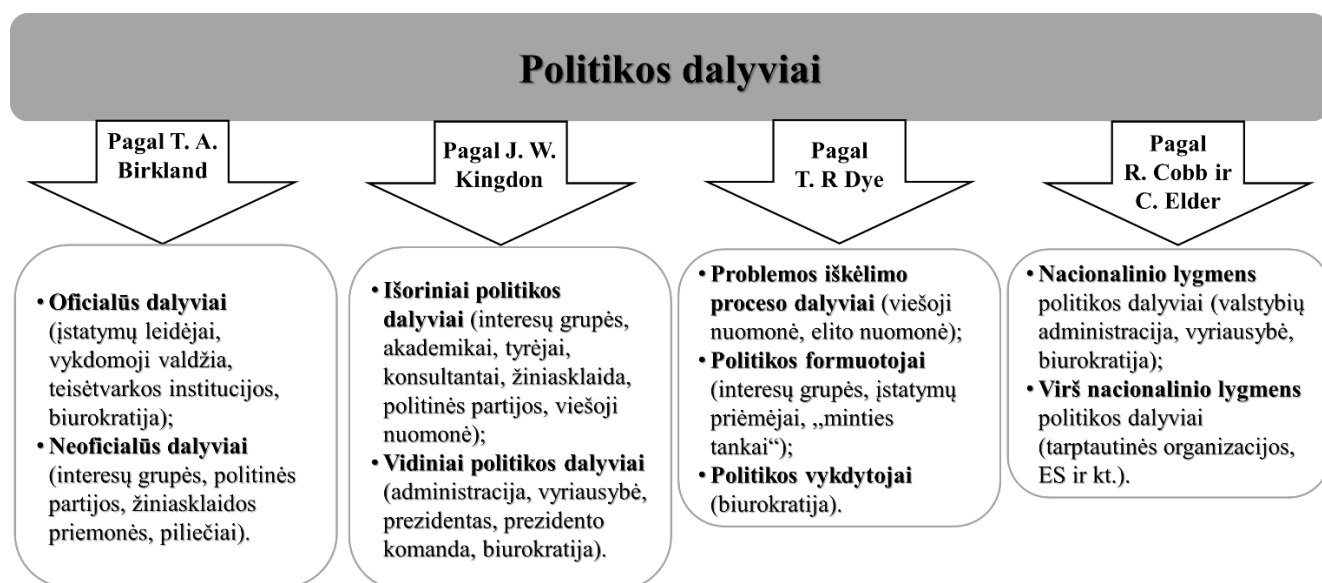 Politikos dalyviai
Pagal T. A.
Birkland
• Oficialūs dalyviai
(įstatymų leidėjai,
vykdomoji valdžia,
teisėtvarkos institucijos,
biurokratija);
• Neoficialūs dalyviai
(interesų grupės, politinės
partijos, žiniasklaidos
priemonės, piliečiai).
Pagal J. W.
Kingdon
• Išoriniai politikos
dalyviai (interesų grupės,
akademikai, tyrėjai,
konsultantai, žiniasklaida,
politinės partijos, viešoji
nuomonė);
• Vidiniai politikos dalyviai
(administracija, vyriausybė,
prezidentas, prezidento
komanda, biurokratija).
Pagal
T. R Dye
• Problemos iškėlimo
proceso dalyviai (viešoji
nuomonė, elito nuomonė);
• Politikos formuotojai
(interesų grupės, įstatymų
priėmėjai, „minties
tankai“);
• Politikos vykdytojai
(biurokratija).
Pagal
R. Cobb ir
C. Elder
• Nacionalinio lygmens
politikos dalyviai (valstybių
administracija, vyriausybė,
biurokratija);
• Virš nacionalinio lygmens
politikos dalyviai
(tarptautinės organizacijos,
ES ir kt.).